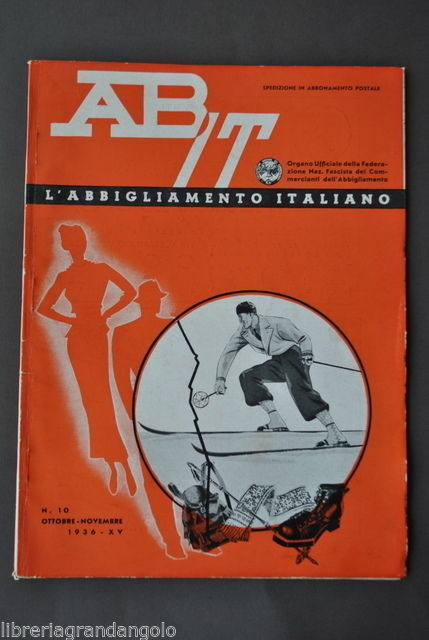 AB
IT
SPEDIZIONE IN ABBONAMENTO POSTALE
Organo Ufficiale della Federa-
zione Naz. Fascista dei Com-
mercianti dell'Abbigliamento
L'ABBIGLIAMENTO ITALIANO
N. 10
OTTOBRE-NOVEMBRE
1936-XV
© libreriagrandangolo